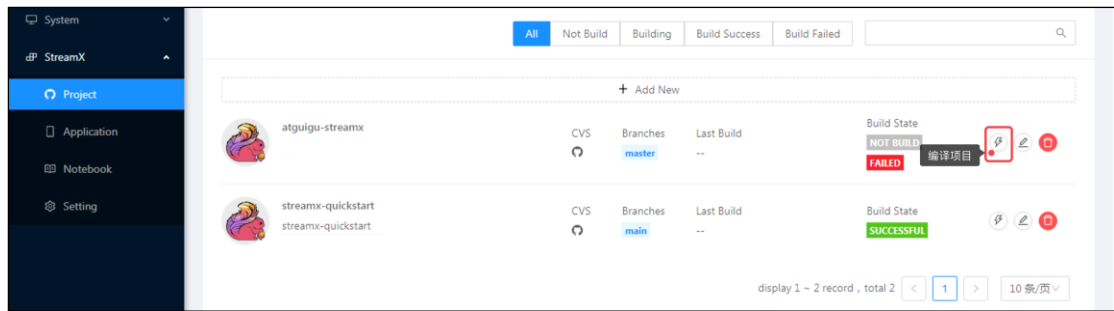 System
StreamX
Project
Application
Notebook
Setting
All Not Build Building Build Success Build Failed
+ Add New
atguigu-streamx
CVS Branches Last Build Build State
master -- NOT BUILD
FAILED
编译项目
streamx-quickstart
streamx-quickstart
CVS Branches Last Build Build State
main -- SUCCESSFUL
display 1 ~ 2 record , total 2 < 1 > 10 条/页